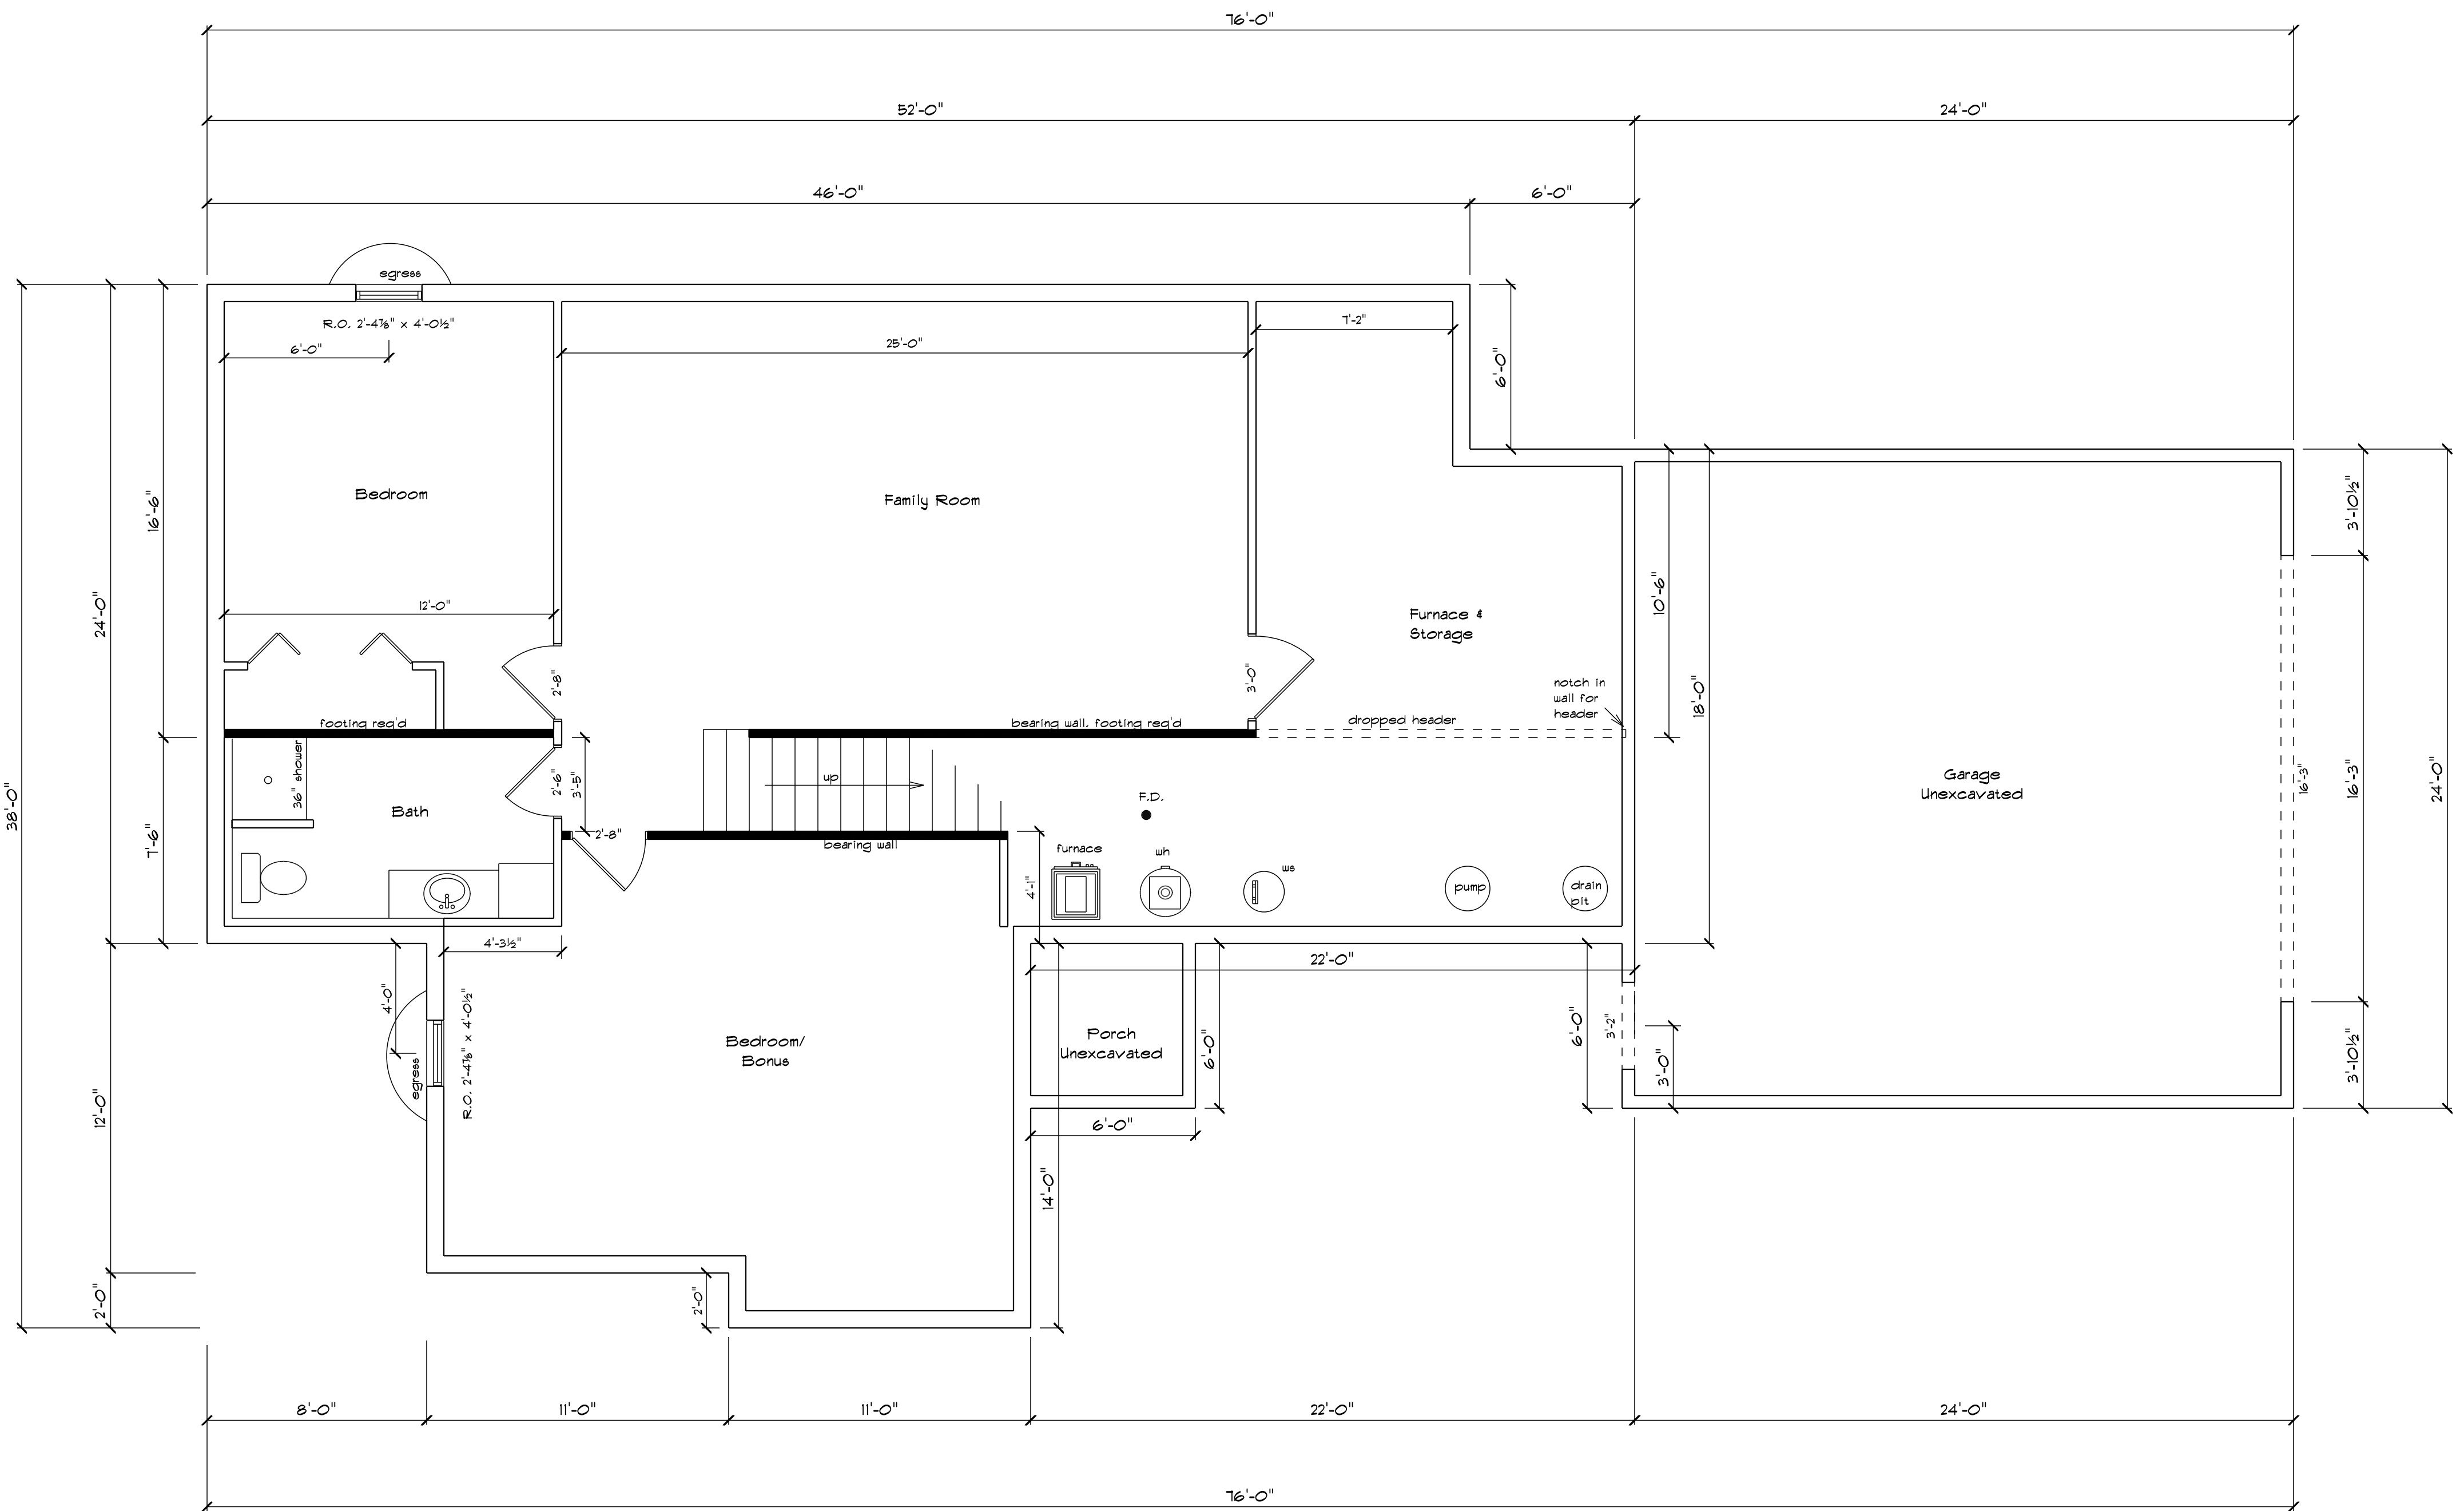 76'-0"
52'-0"
24'-0"
46'-0"
6'-0"
egress
R.O. 2'-4⅞" x 4'-0½"
6'-0"
25'-0"
7'-2"
6'-0"
Bedroom
Family Room
16'-6"
24'-0"
38'-0"
12'-0"
2'-8"
3'-0"
Furnace &
Storage
10'-6"
18'-0"
3'-10½"
notch in
wall for
header
footing req'd
bearing wall, footing req'd
dropped header
36" shower
2'-6"
3'-5"
up
Bath
7'-6"
2'-8"
bearing wall
F.D.
furnace
wh
ws
pump
drain
pit
4'-1"
Garage
Unexcavated
16'-3"
16'-3"
24'-0"
4'-3½"
4'-0"
egress
R.O. 2'-4⅞" x 4'-0½"
22'-0"
Bedroom/
Bonus
Porch
Unexcavated
6'-0"
6'-0"
3'-2"
3'-0"
3'-10½"
6'-0"
12'-0"
14'-0"
2'-0"
2'-0"
8'-0"
11'-0"
11'-0"
22'-0"
24'-0"
76'-0"